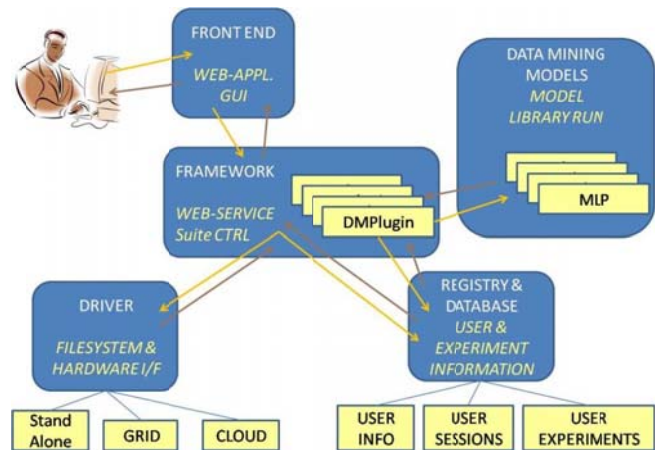 FRONT END
WEB-APPL.
GUI
DATA MINING
MODELS
MODEL
LIBRARY RUN
MLP
FRAMEWORK
WEB-SERVICE
Suite CTRL
DMPlugin
DRIVER
FILESYSTEM &
HARDWARE I/F
REGISTRY &
DATABASE
USER &
EXPERIMENT
INFORMATION
Stand
Alone
GRID
CLOUD
USER
INFO
USER
SESSIONS
USER
EXPERIMENTS